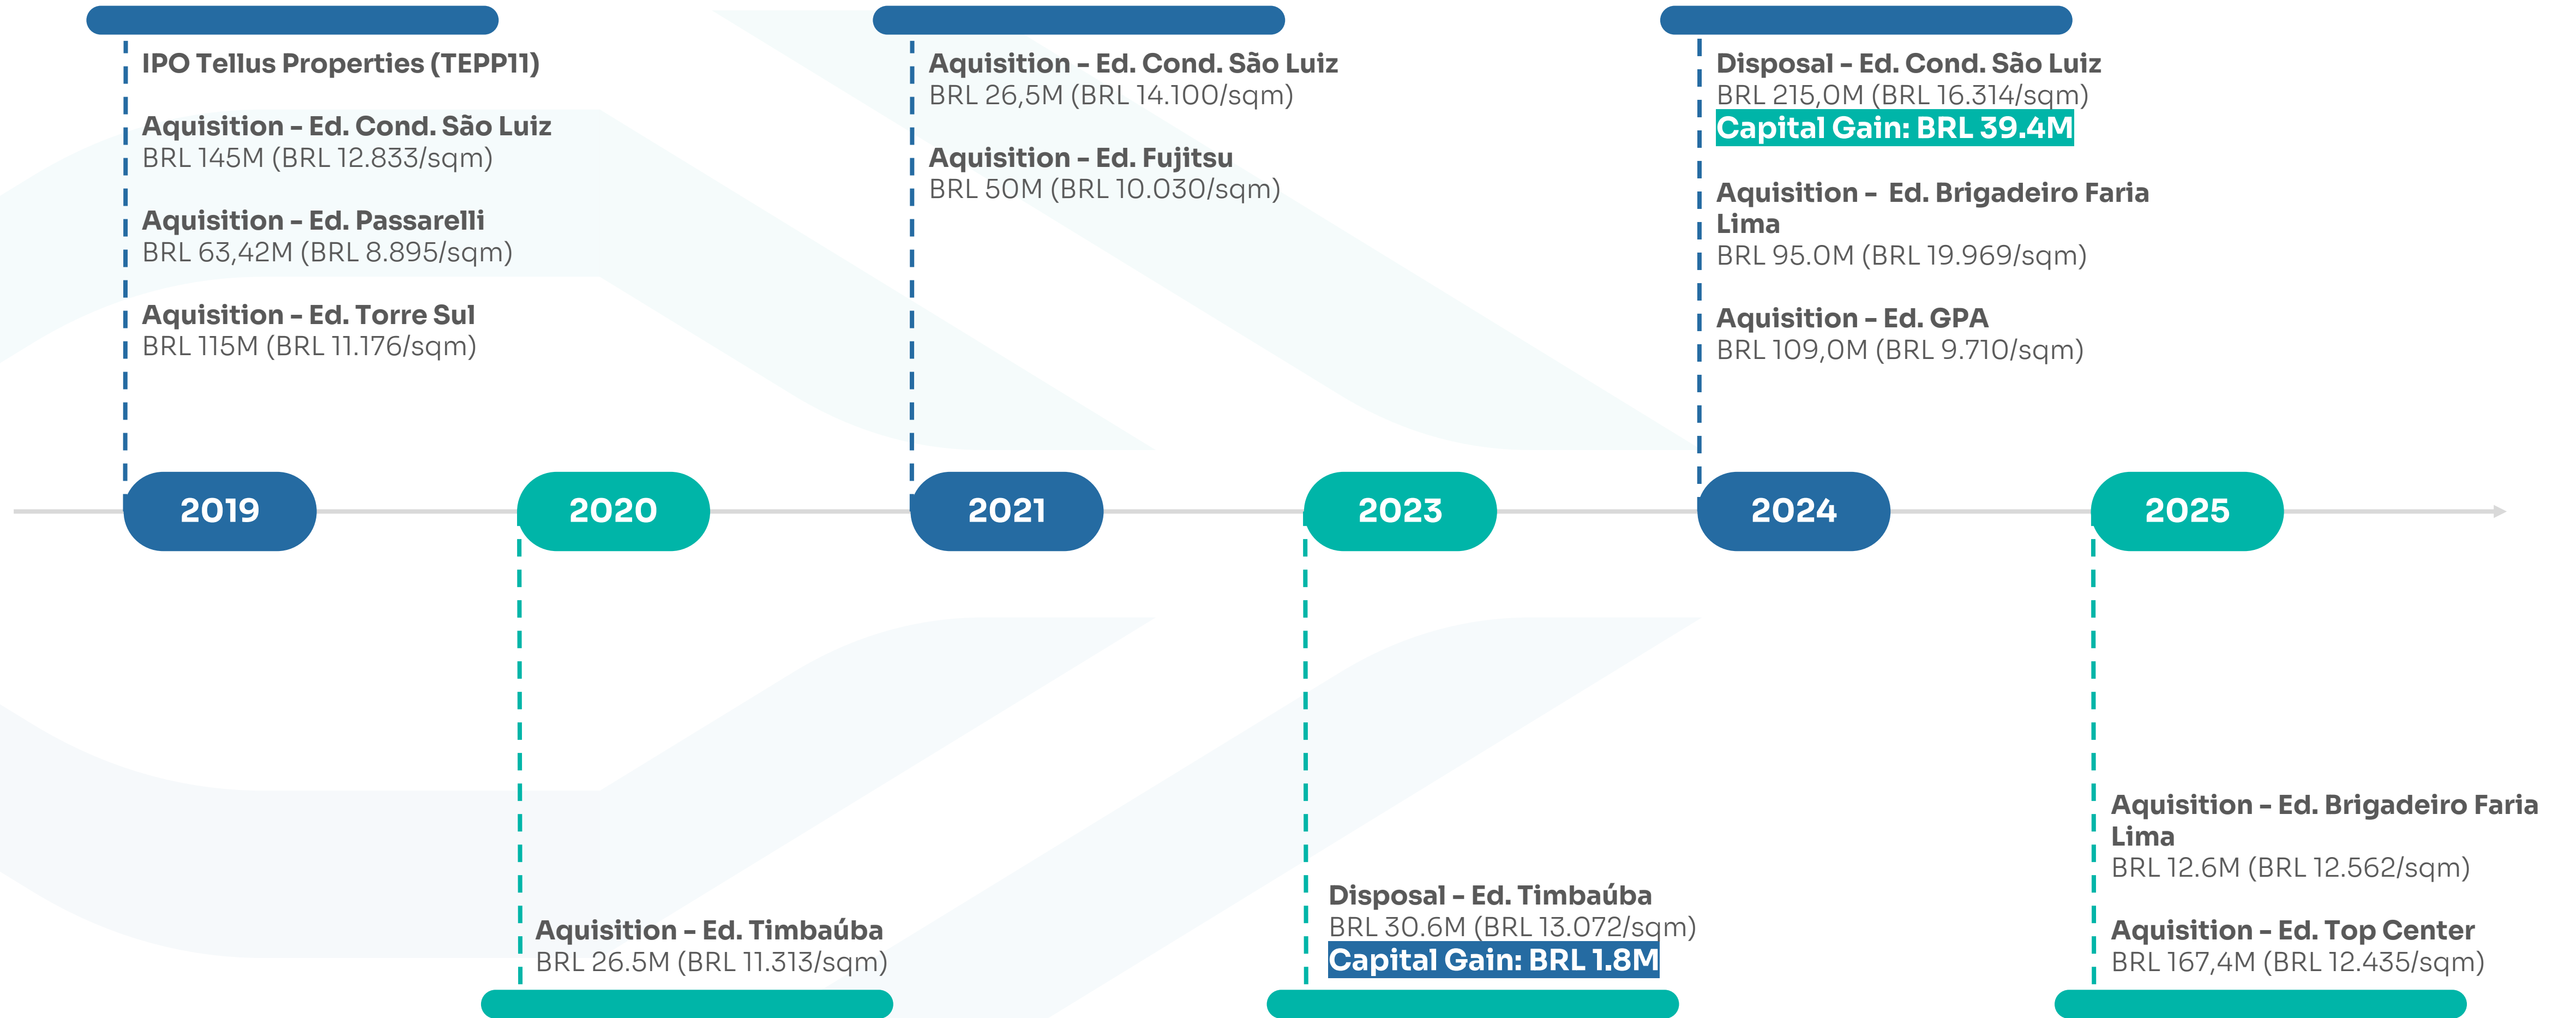 IPO Tellus Properties (TEPP11)
Aquisition – Ed. Cond. São Luiz
BRL 145M (BRL 12.833/sqm)
Aquisition – Ed. Passarelli
BRL 63,42M (BRL 8.895/sqm)
Aquisition – Ed. Torre Sul
BRL 115M (BRL 11.176/sqm)
Aquisition – Ed. Cond. São Luiz
BRL 26,5M (BRL 14.100/sqm)
Aquisition – Ed. Fujitsu
BRL 50M (BRL 10.030/sqm)
Disposal – Ed. Cond. São Luiz
BRL 215,0M (BRL 16.314/sqm)
Capital Gain: BRL 39.4M
Aquisition – Ed. Brigadeiro Faria
Lima
BRL 95.0M (BRL 19.969/sqm)
Aquisition – Ed. GPA
BRL 109,0M (BRL 9.710/sqm)
2019
2020
2021
2023
2024
2025
Aquisition – Ed. Timbaúba
BRL 26.5M (BRL 11.313/sqm)
Disposal – Ed. Timbaúba
BRL 30.6M (BRL 13.072/sqm)
Capital Gain: BRL 1.8M
Aquisition – Ed. Brigadeiro Faria
Lima
BRL 12.6M (BRL 12.562/sqm)
Aquisition – Ed. Top Center
BRL 167,4M (BRL 12.435/sqm)